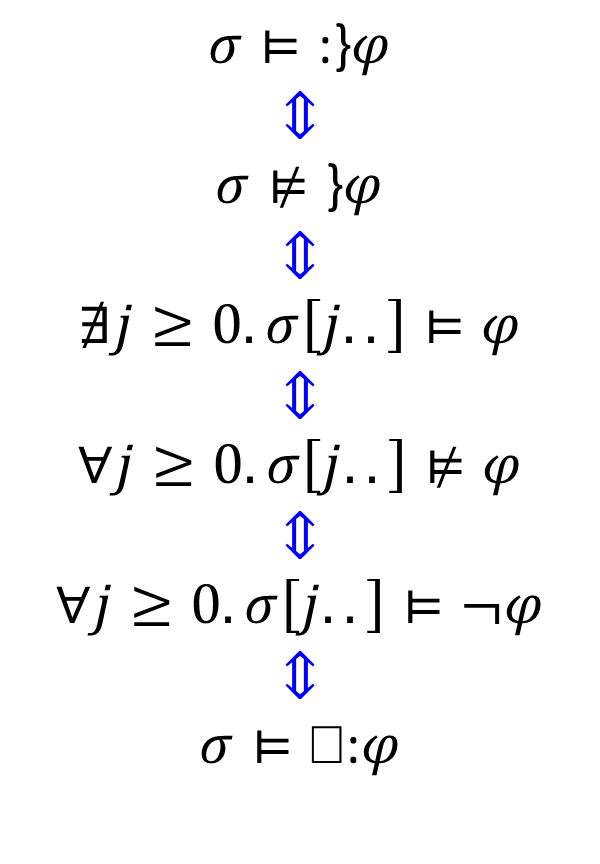 σ ⊨ :}φ
⇕
σ ⊭ }φ
⇕
∄j ≥ 0. σ[j..] ⊨ φ
⇕
∀j ≥ 0. σ[j..] ⊭ φ
⇕
∀j ≥ 0. σ[j..] ⊨ ¬φ
⇕
σ ⊨ □:φ